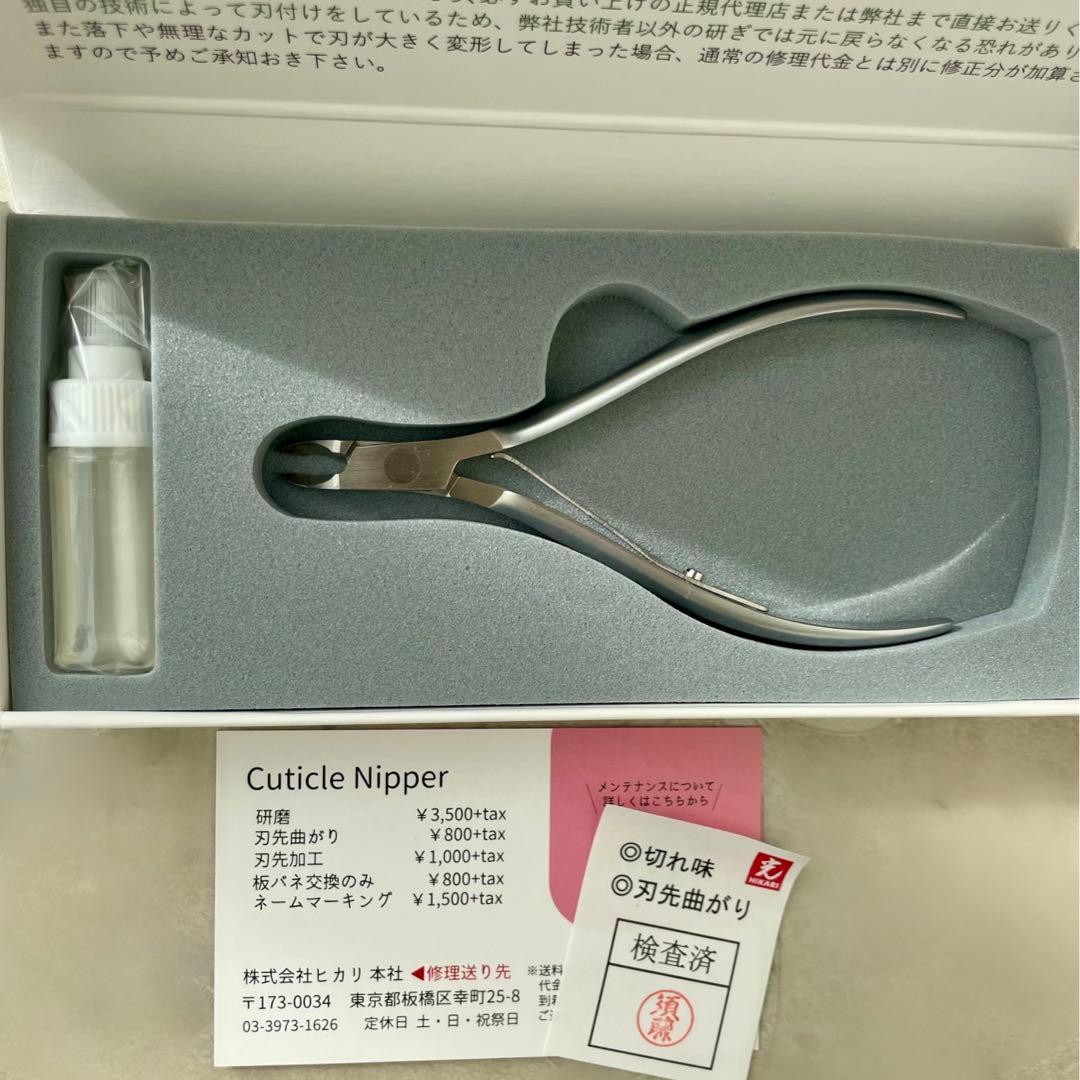 独自の技術によって刃付けをしているため、弊社技術者以外の研ぎでは元に戻らなくなる恐れがあり
また落下や無理なカットで刃が大きく変形してしまった場合、通常の修理代金とは別に修正分が加算さ
ますので予めご承知おき下さい。
Cuticle Nipper
研磨 ¥3,500+tax
刃先曲がり ¥800+tax
刃先加工 ¥1,000+tax
板バネ交換のみ ¥800+tax
ネームマーキング ¥1,500+tax
株式会社ヒカリ 本社 ◀修理送り先
〒173-0034 東京都板橋区幸町25-8
03-3973-1626 定休日 土・日・祝祭日
※送料
代金
メンテナンスについて
詳しくはこちらから
◎切れ味
◎刃先曲がり
光
HIKARI
検査済